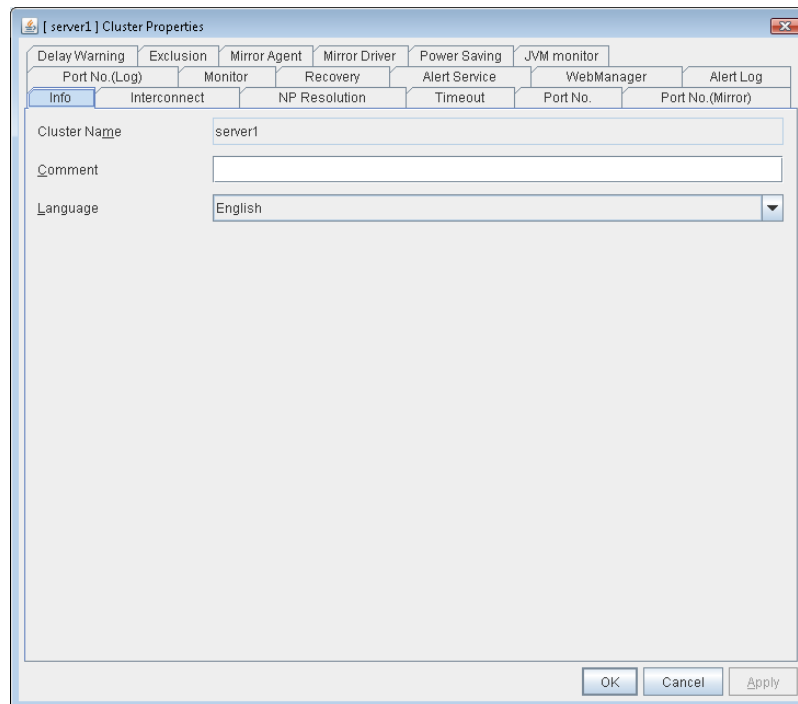 [ server1 ] Cluster Properties
Delay Warning Exclusion Mirror Agent Mirror Driver Power Saving JVM monitor
Port No.(Log) Monitor Recovery Alert Service WebManager Alert Log
Info Interconnect NP Resolution Timeout Port No. Port No.(Mirror)
Cluster Name server1
Comment
Language English
OK Cancel Apply